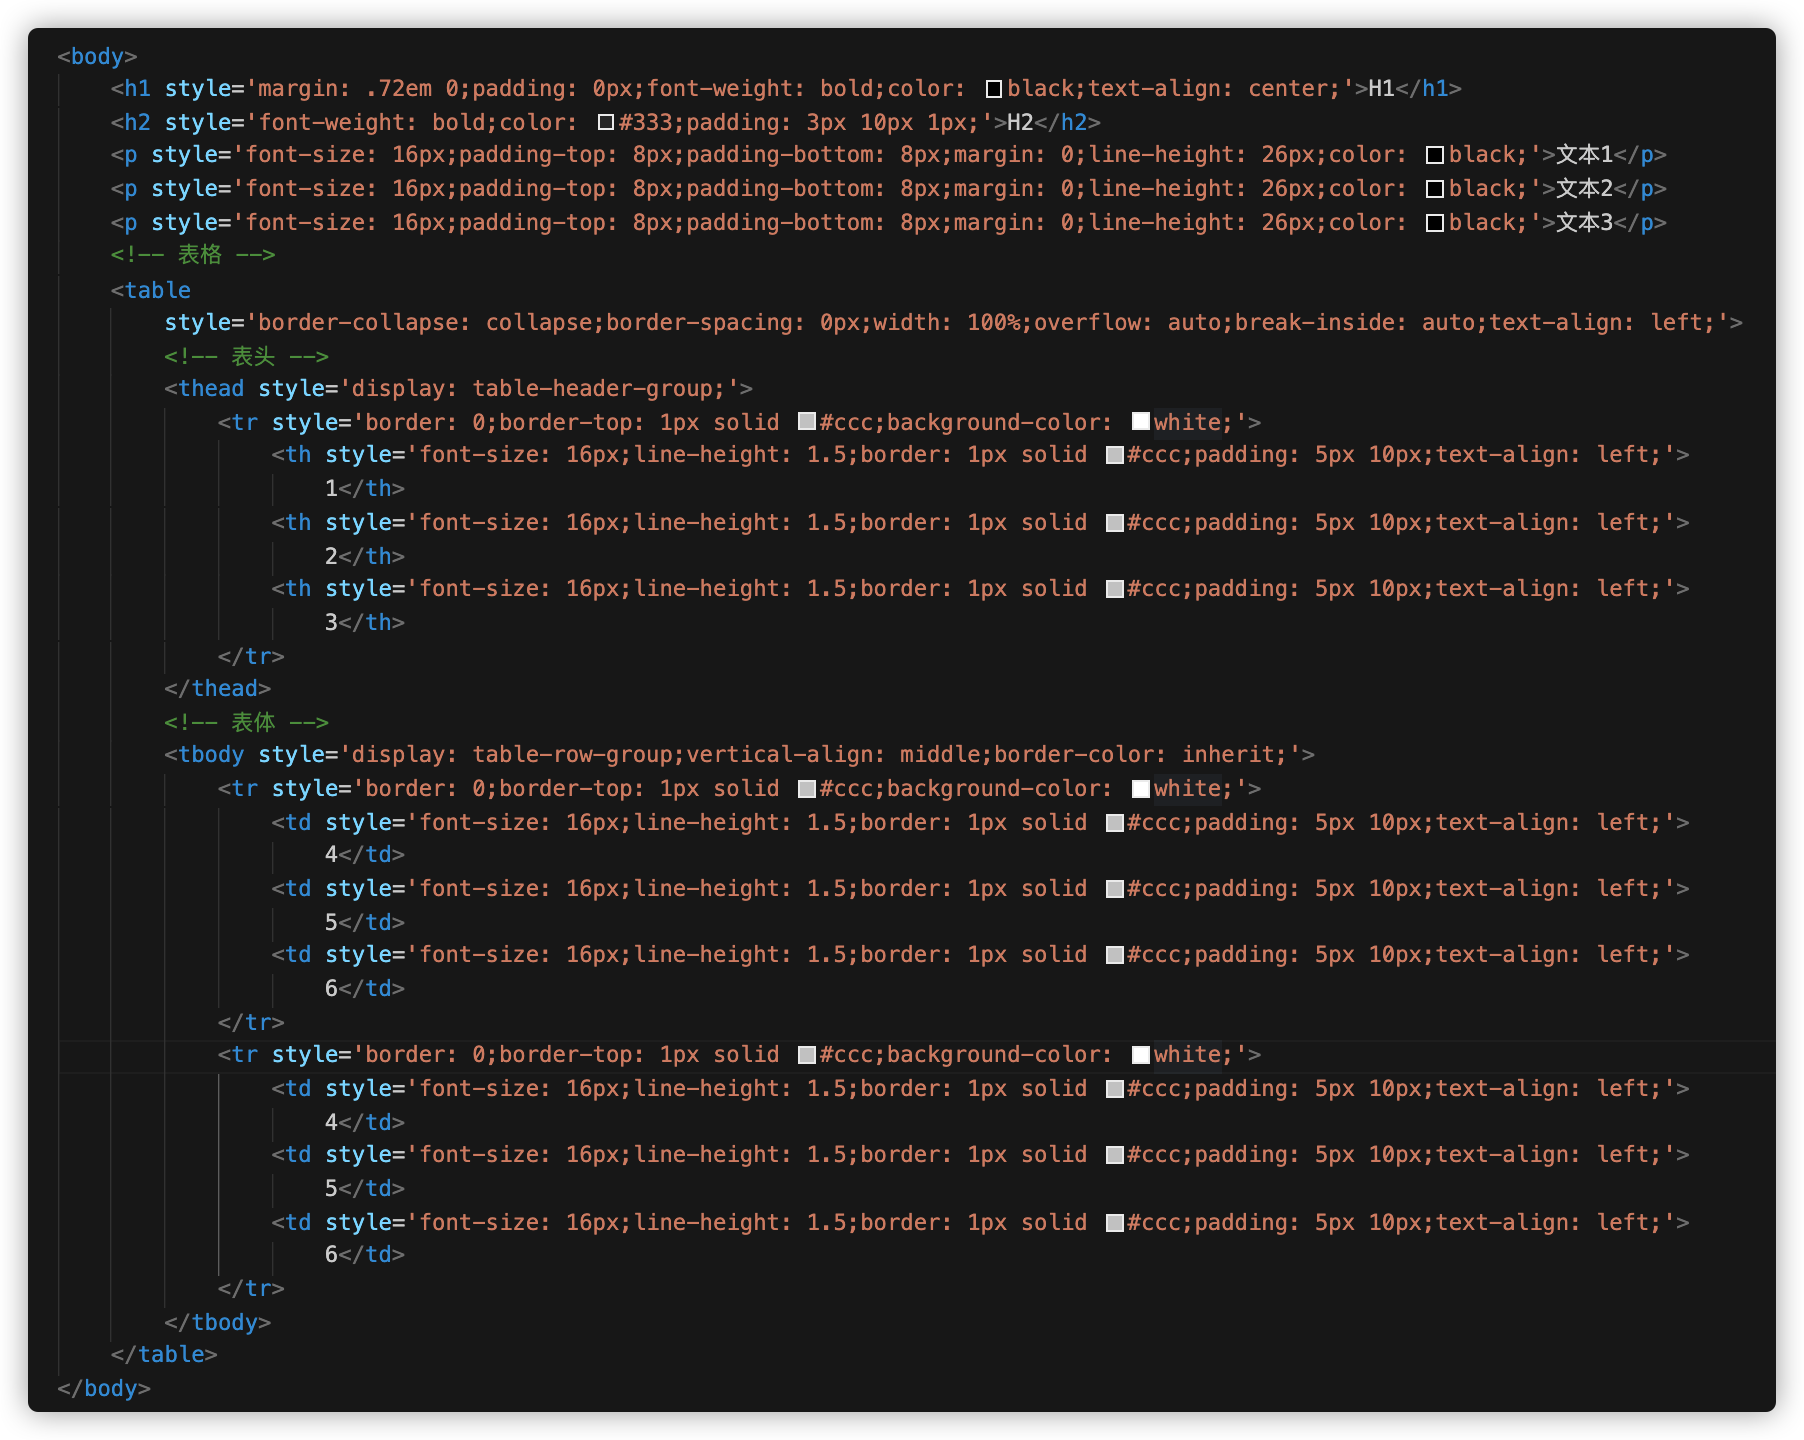 <body>
<h1 style='margin: .72em 0;padding: 0px;font-weight: bold;color: black;text-align: center;'>H1</h1>
<h2 style='font-weight: bold;color: #333;padding: 3px 10px 1px;'>H2</h2>
<p style='font-size: 16px;padding-top: 8px;padding-bottom: 8px;margin: 0;line-height: 26px;color: black;'>文本1</p>
<p style='font-size: 16px;padding-top: 8px;padding-bottom: 8px;margin: 0;line-height: 26px;color: black;'>文本2</p>
<p style='font-size: 16px;padding-top: 8px;padding-bottom: 8px;margin: 0;line-height: 26px;color: black;'>文本3</p>
<!-- 表格 -->
<table
style='border-collapse: collapse;border-spacing: 0px;width: 100%;overflow: auto;break-inside: auto;text-align: left;'>
<!-- 表头 -->
<thead style='display: table-header-group;'>
<tr style='border: 0;border-top: 1px solid #ccc;background-color: white;'>
<th style='font-size: 16px;line-height: 1.5;border: 1px solid #ccc;padding: 5px 10px;text-align: left;'>
1</th>
<th style='font-size: 16px;line-height: 1.5;border: 1px solid #ccc;padding: 5px 10px;text-align: left;'>
2</th>
<th style='font-size: 16px;line-height: 1.5;border: 1px solid #ccc;padding: 5px 10px;text-align: left;'>
3</th>
</tr>
</thead>
<!-- 表体 -->
<tbody style='display: table-row-group;vertical-align: middle;border-color: inherit;'>
<tr style='border: 0;border-top: 1px solid #ccc;background-color: white;'>
<td style='font-size: 16px;line-height: 1.5;border: 1px solid #ccc;padding: 5px 10px;text-align: left;'>
4</td>
<td style='font-size: 16px;line-height: 1.5;border: 1px solid #ccc;padding: 5px 10px;text-align: left;'>
5</td>
<td style='font-size: 16px;line-height: 1.5;border: 1px solid #ccc;padding: 5px 10px;text-align: left;'>
6</td>
</tr>
<tr style='border: 0;border-top: 1px solid #ccc;background-color: white;'>
<td style='font-size: 16px;line-height: 1.5;border: 1px solid #ccc;padding: 5px 10px;text-align: left;'>
4</td>
<td style='font-size: 16px;line-height: 1.5;border: 1px solid #ccc;padding: 5px 10px;text-align: left;'>
5</td>
<td style='font-size: 16px;line-height: 1.5;border: 1px solid #ccc;padding: 5px 10px;text-align: left;'>
6</td>
</tr>
</tbody>
</table>
</body>